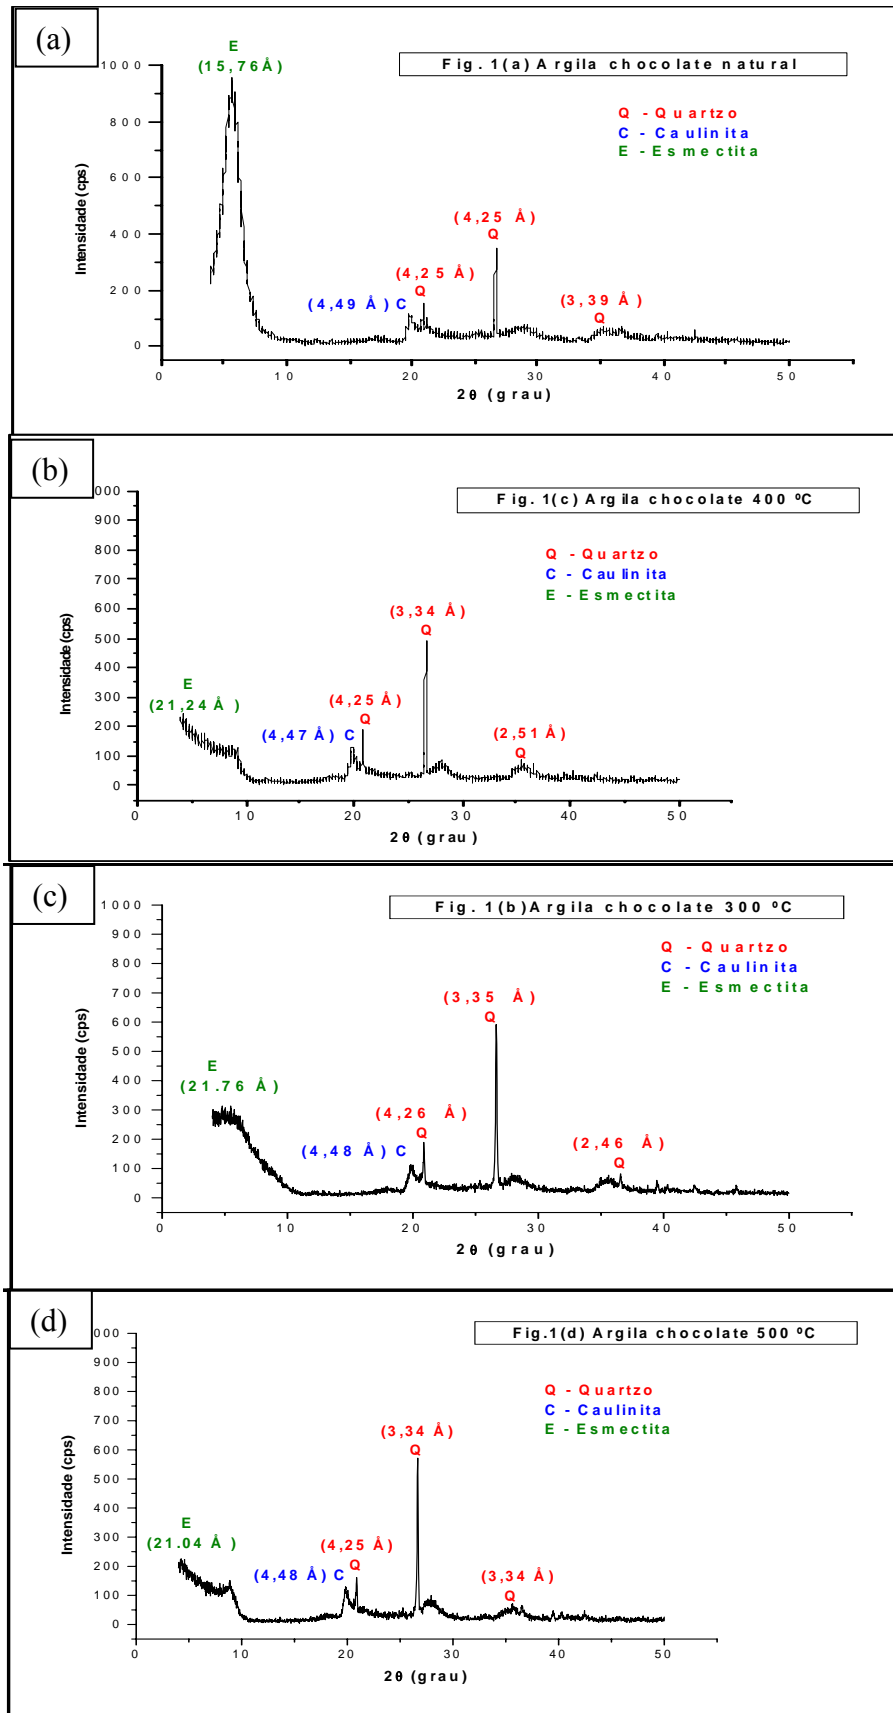 (a)
E
(15,76Å)
Fig. 1(a) Argila chocolate natural
Q - Quartzo
C - Caulinita
E - Esmectita
(4,25 Å)
Q
(4,25 Å)
Q
(4,49 Å) C
(3,39 Å)
Q
Intensidade (cps)
1000
800
600
400
200
0
0 10 20 30 40 50
2θ (grau)
(b)
Fig. 1(c) Argila chocolate 400 ºC
Q - Quartzo
C - Caulinita
E - Esmectita
(3,34 Å)
Q
E
(21,24 Å)
(4,25 Å)
Q
(4,47 Å) C
(2,51 Å)
Q
Intensidade (cps)
000
900
800
700
600
500
400
300
200
100
0
0 10 20 30 40 50
2θ (grau)
(c)
Fig. 1(b) Argila chocolate 300 ºC
Q - Quartzo
C - Caulinita
E - Esmectita
(3,35 Å)
Q
E
(21.76 Å)
(4,26 Å)
Q
(4,48 Å) C
(2,46 Å)
Q
Intensidade (cps)
1000
900
800
700
600
500
400
300
200
100
0
0 10 20 30 40 50
2θ (grau)
(d)
Fig.1(d) Argila chocolate 500 ºC
Q - Quartzo
C - Caulinita
E - Esmectita
(3,34 Å)
Q
E
(21.04 Å)
(4,25 Å)
Q
(4,48 Å) C
(3,34 Å)
Q
Intensidade (cps)
000
900
800
700
600
500
400
300
200
100
0
0 10 20 30 40 50
2θ (grau)